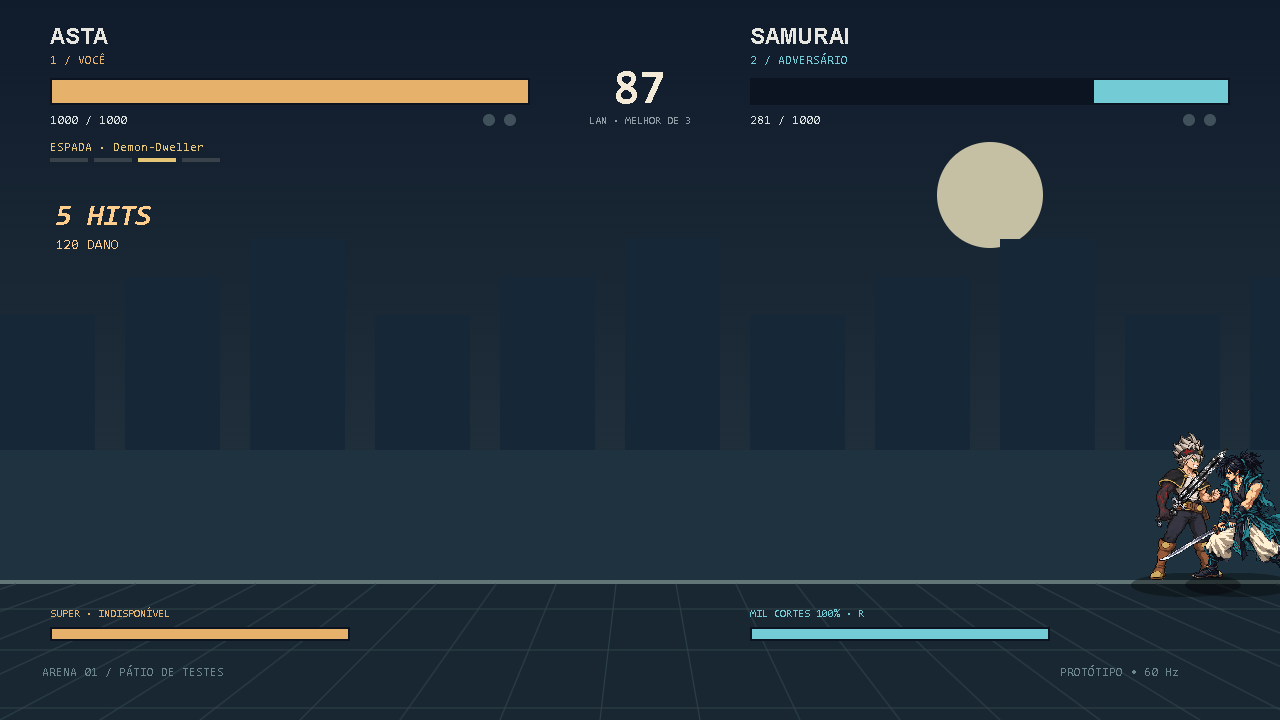 ASTA
1 / VOCÊ
1000 / 1000
ESPADA · Demon-Dweller
5 HITS
120 DANO
87
LAN · MELHOR DE 3
SAMURAI
2 / ADVERSÁRIO
281 / 1000
SUPER · INDISPONÍVEL
MIL CORTES 100% · R
ARENA 01 / PÁTIO DE TESTES
PROTÓTIPO • 60 Hz